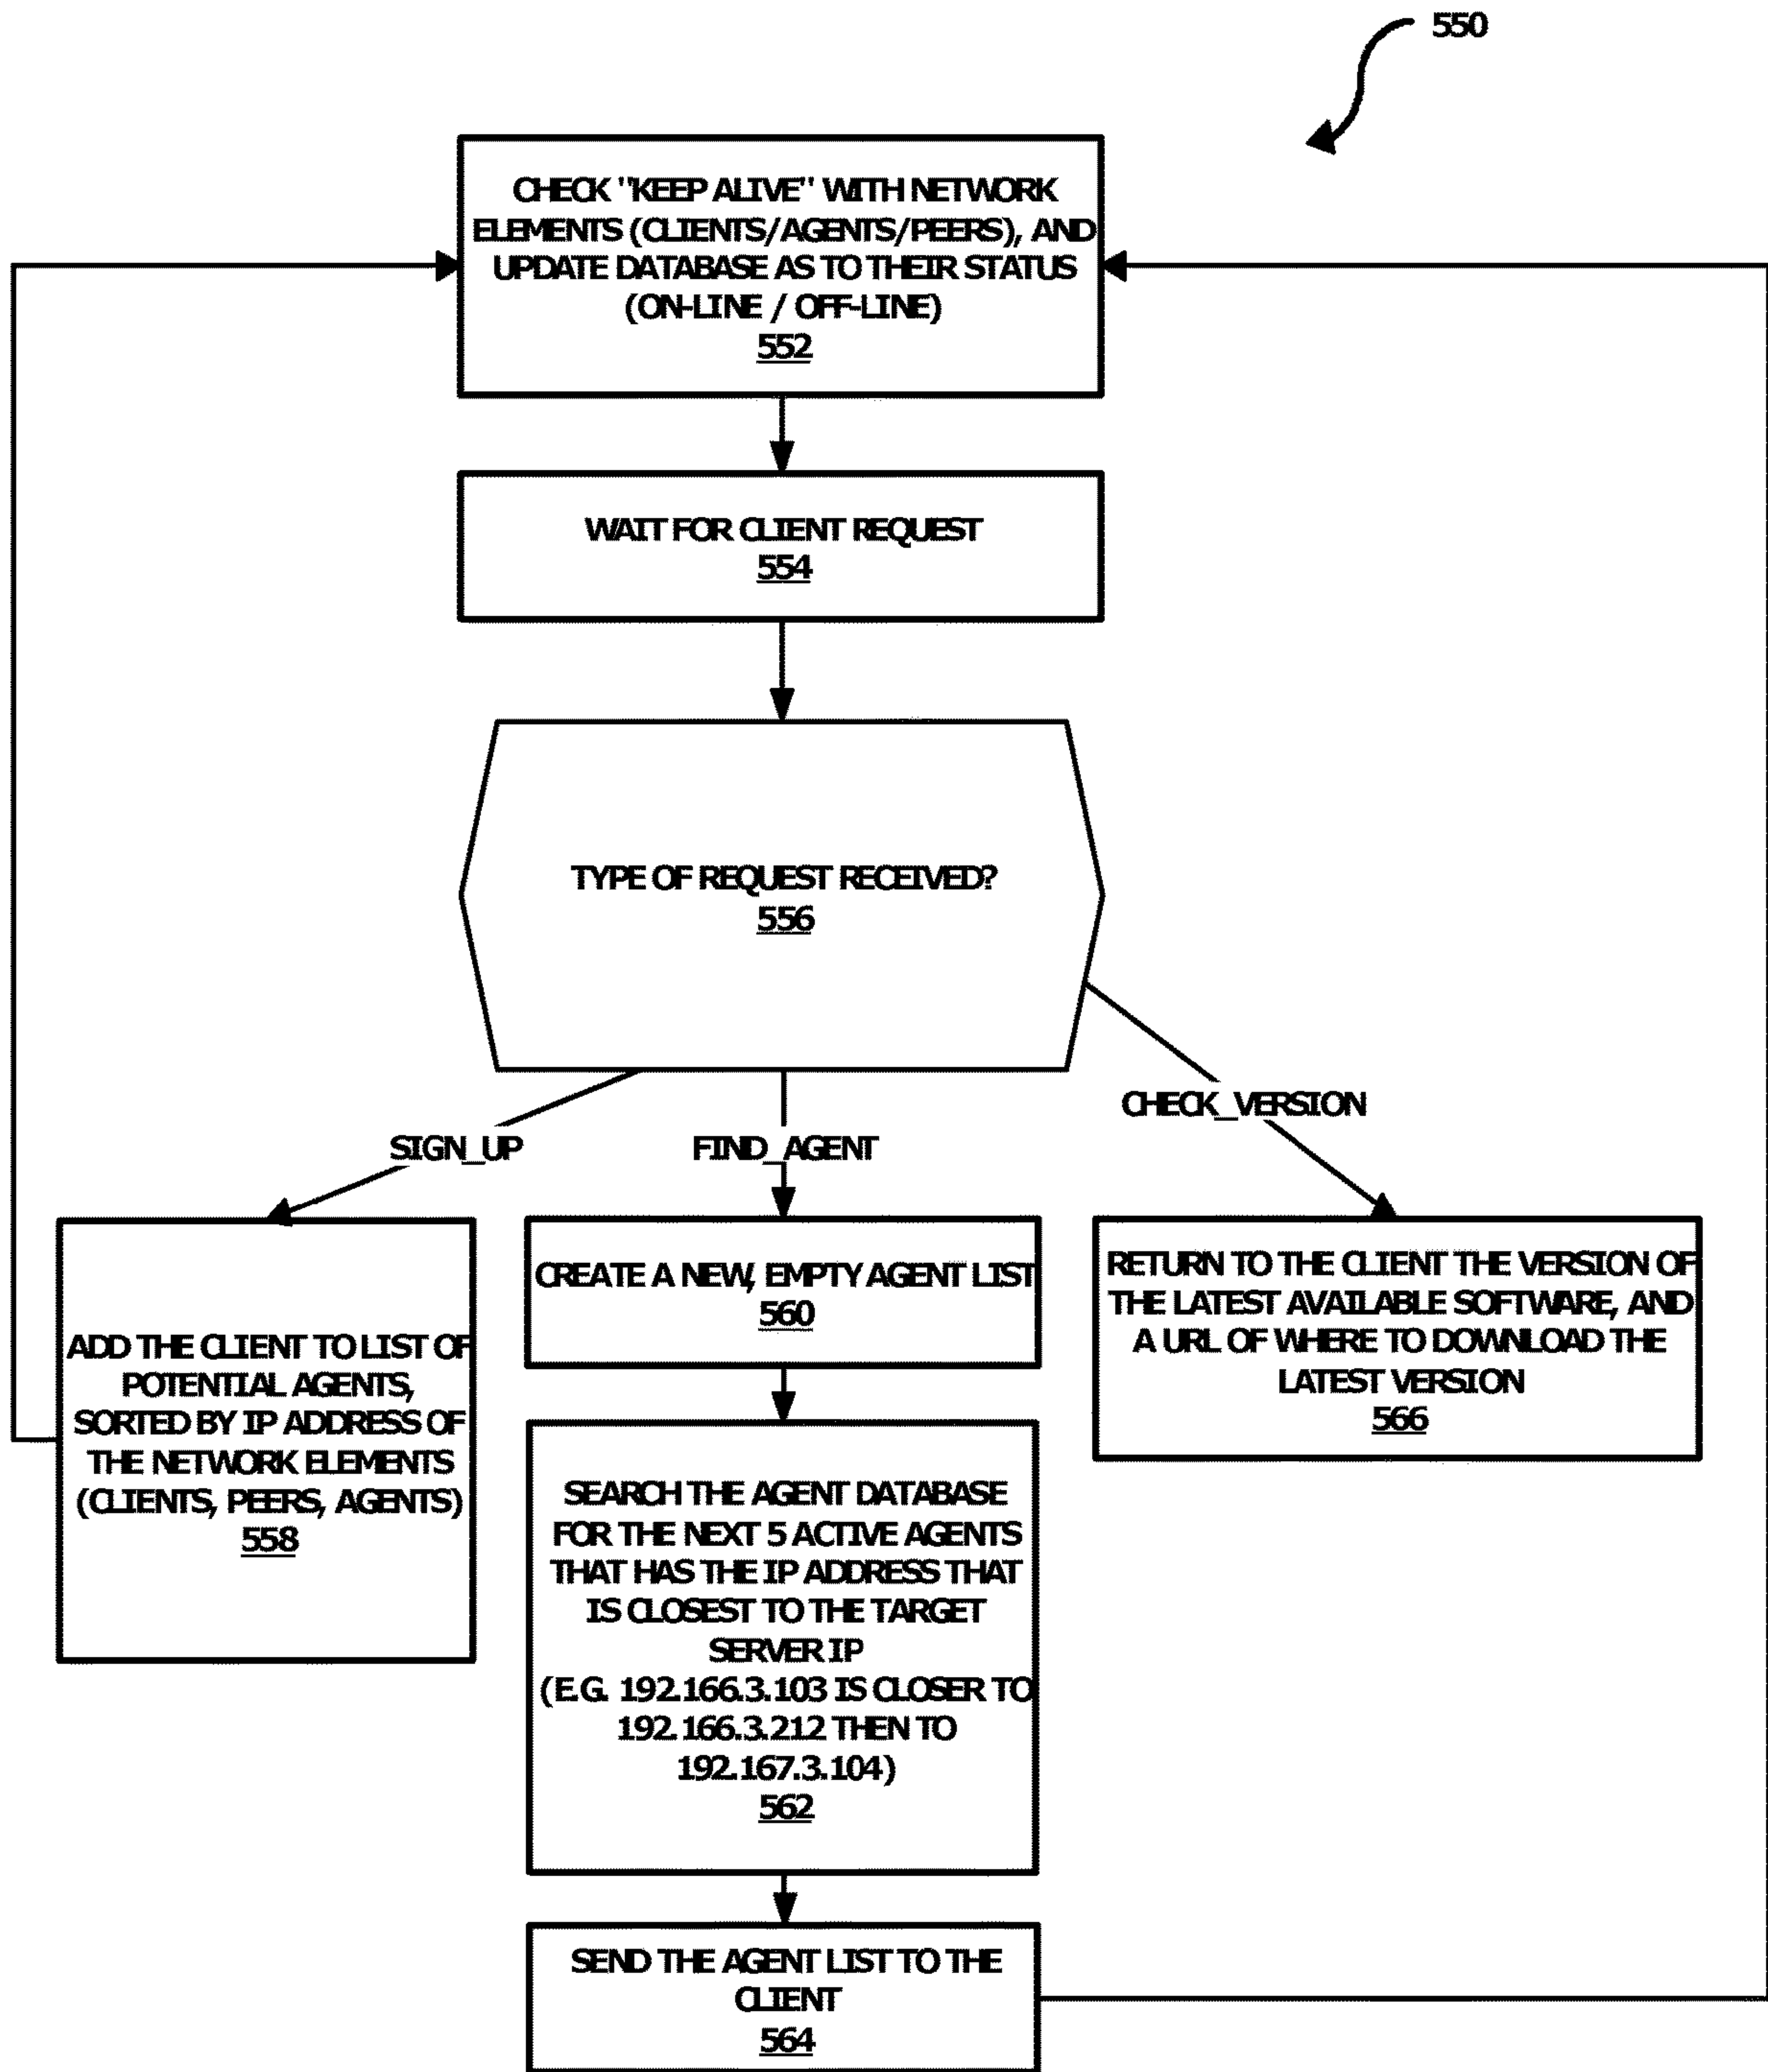 550
CHECK "KEEP ALIVE" WITH NETWORK
ELEMENTS (CLIENTS/AGENTS/PEERS), AND
UPDATE DATABASE AS TO THEIR STATUS
(ON-LINE / OFF-LINE)
552
WAIT FOR CLIENT REQUEST
554
TYPE OF REQUEST RECEIVED?
556
SIGN_UP
FIND_AGENT
CHECK_VERSION
ADD THE CLIENT TO LIST OF
POTENTIAL AGENTS,
SORTED BY IP ADDRESS OF
THE NETWORK ELEMENTS
(CLIENTS, PEERS, AGENTS)
558
CREATE A NEW, EMPTY AGENT LIST
560
SEARCH THE AGENT DATABASE
FOR THE NEXT 5 ACTIVE AGENTS
THAT HAS THE IP ADDRESS THAT
IS CLOSEST TO THE TARGET
SERVER IP
(E.G. 192.166.3.103 IS CLOSER TO
192.166.3.212 THEN TO
192.167.3.104)
562
SEND THE AGENT LIST TO THE
CLIENT
564
RETURN TO THE CLIENT THE VERSION OF
THE LATEST AVAILABLE SOFTWARE, AND
A URL OF WHERE TO DOWNLOAD THE
LATEST VERSION
566